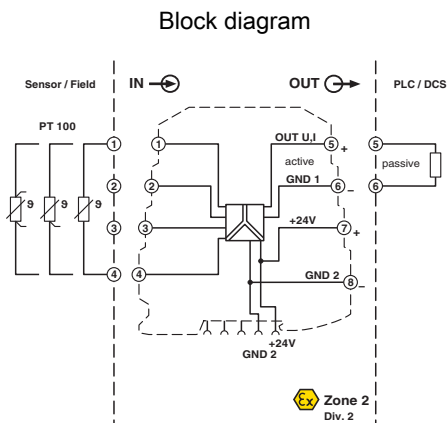 Block diagram
Sensor / Field
IN
OUT
PLC / DCS
PT 100
1
1
OUT U,I
5
+
5
active
passive
ϑ
ϑ
ϑ
2
2
GND 1
6
–
6
3
3
+24V
7
+
4
4
GND 2
8
–
+24V
GND 2
Ex
Zone 2
Div. 2